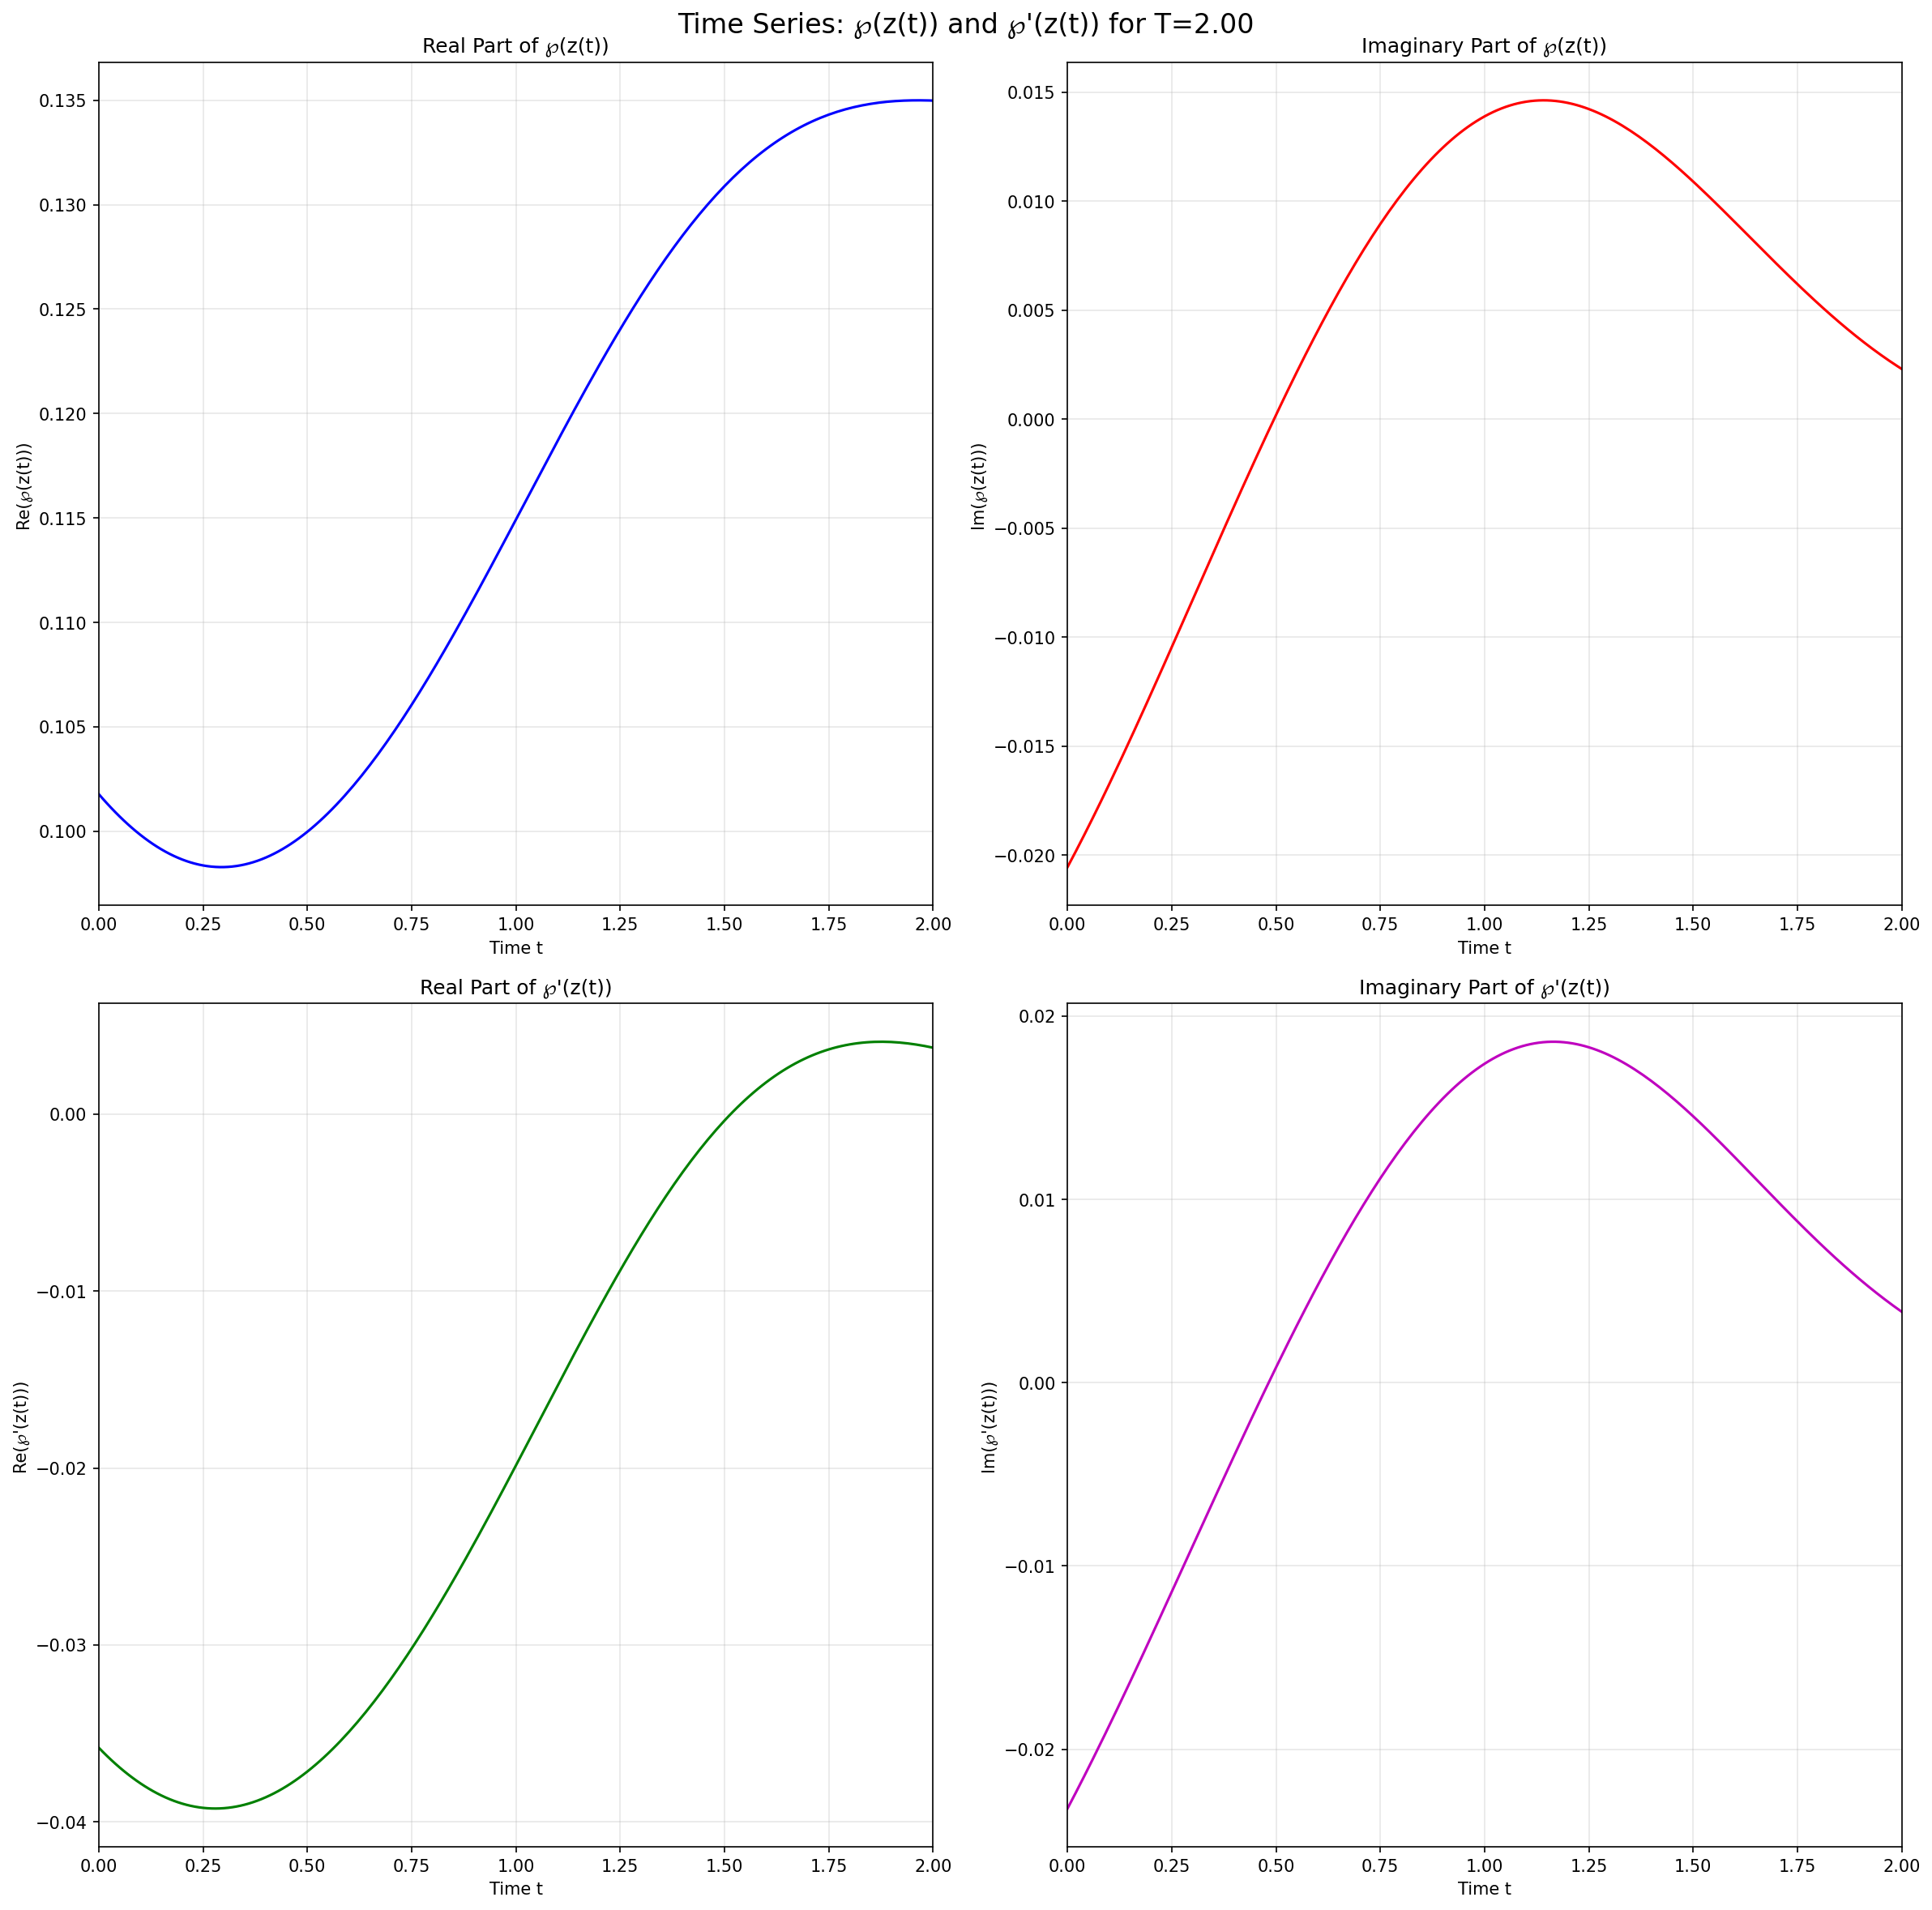 Time Series: ℘(z(t)) and ℘'(z(t)) for T=2.00
Real Part of ℘(z(t))
Re(℘(z(t)))
0.135
0.130
0.125
0.120
0.115
0.110
0.105
0.100
0.00 0.25 0.50 0.75 1.00 1.25 1.50 1.75 2.00
Time t
Imaginary Part of ℘(z(t))
Im(℘(z(t)))
0.015
0.010
0.005
0.000
−0.005
−0.010
−0.015
−0.020
0.00 0.25 0.50 0.75 1.00 1.25 1.50 1.75 2.00
Time t
Real Part of ℘'(z(t))
Re(℘'(z(t)))
0.00
−0.01
−0.02
−0.03
−0.04
0.00 0.25 0.50 0.75 1.00 1.25 1.50 1.75 2.00
Time t
Imaginary Part of ℘'(z(t))
Im(℘'(z(t)))
0.02
0.01
0.00
−0.01
−0.02
0.00 0.25 0.50 0.75 1.00 1.25 1.50 1.75 2.00
Time t